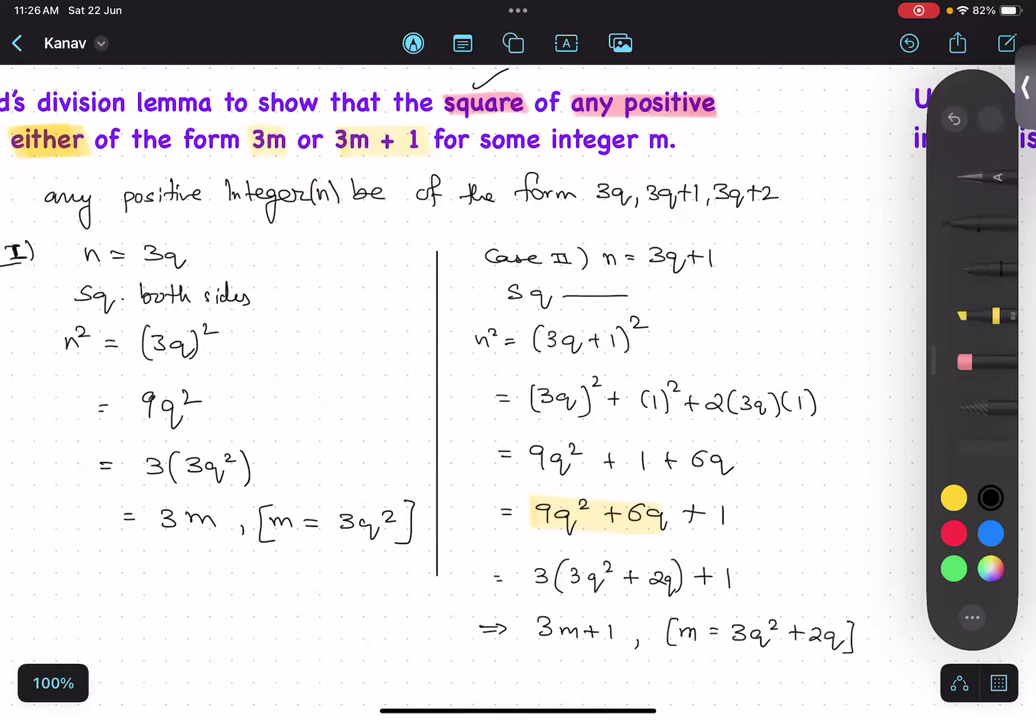 11:26 AM Sat 22 Jun
82%
Kanav
A
d's division lemma to show that the square of any positive
either of the form 3m or 3m + 1 for some integer m.
any positive Integer(n) be of the form 3q, 3q+1, 3q+2
I)
n = 3q
Sq. both sides
n² = (3q)²
= 9q²
= 3(3q²)
= 3m, [m = 3q²]
Case II) n = 3q+1
Sq
n² = (3q+1)²
= (3q)² + (1)² + 2(3q)(1)
= 9q² + 1 + 6q
= 9q² + 6q + 1
= 3(3q² + 2q) + 1
⇒ 3m+1, [m = 3q² + 2q]
U
in
is
A
100%